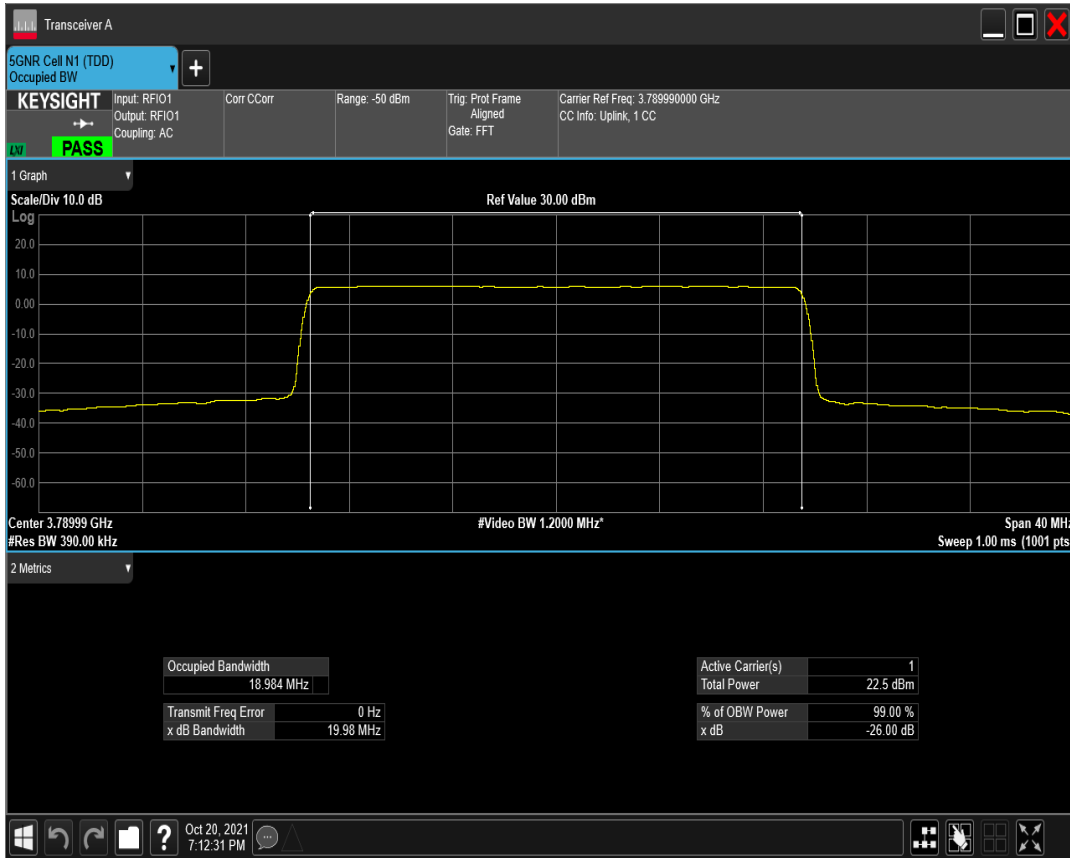 Transceiver A
5GNR Cell N1 (TDD)
Occupied BW
+
KEYSIGHT
LXI
PASS
Input: RFIO1
Output: RFIO1
Coupling: AC
Corr CCorr
Range: -50 dBm
Trig: Prot Frame
Aligned
Gate: FFT
Carrier Ref Freq: 3.789990000 GHz
CC Info: Uplink, 1 CC
1 Graph
Scale/Div 10.0 dB
Ref Value 30.00 dBm
Log
20.0
10.0
0.00
-10.0
-20.0
-30.0
-40.0
-50.0
-60.0
Center 3.78999 GHz
#Video BW 1.2000 MHz*
Span 40 MHz
#Res BW 390.00 kHz
Sweep 1.00 ms (1001 pts
2 Metrics
Occupied Bandwidth
18.984 MHz
Transmit Freq Error 0 Hz
x dB Bandwidth 19.98 MHz
Active Carrier(s) 1
Total Power 22.5 dBm
% of OBW Power 99.00 %
x dB -26.00 dB
?
Oct 20, 2021
7:12:31 PM